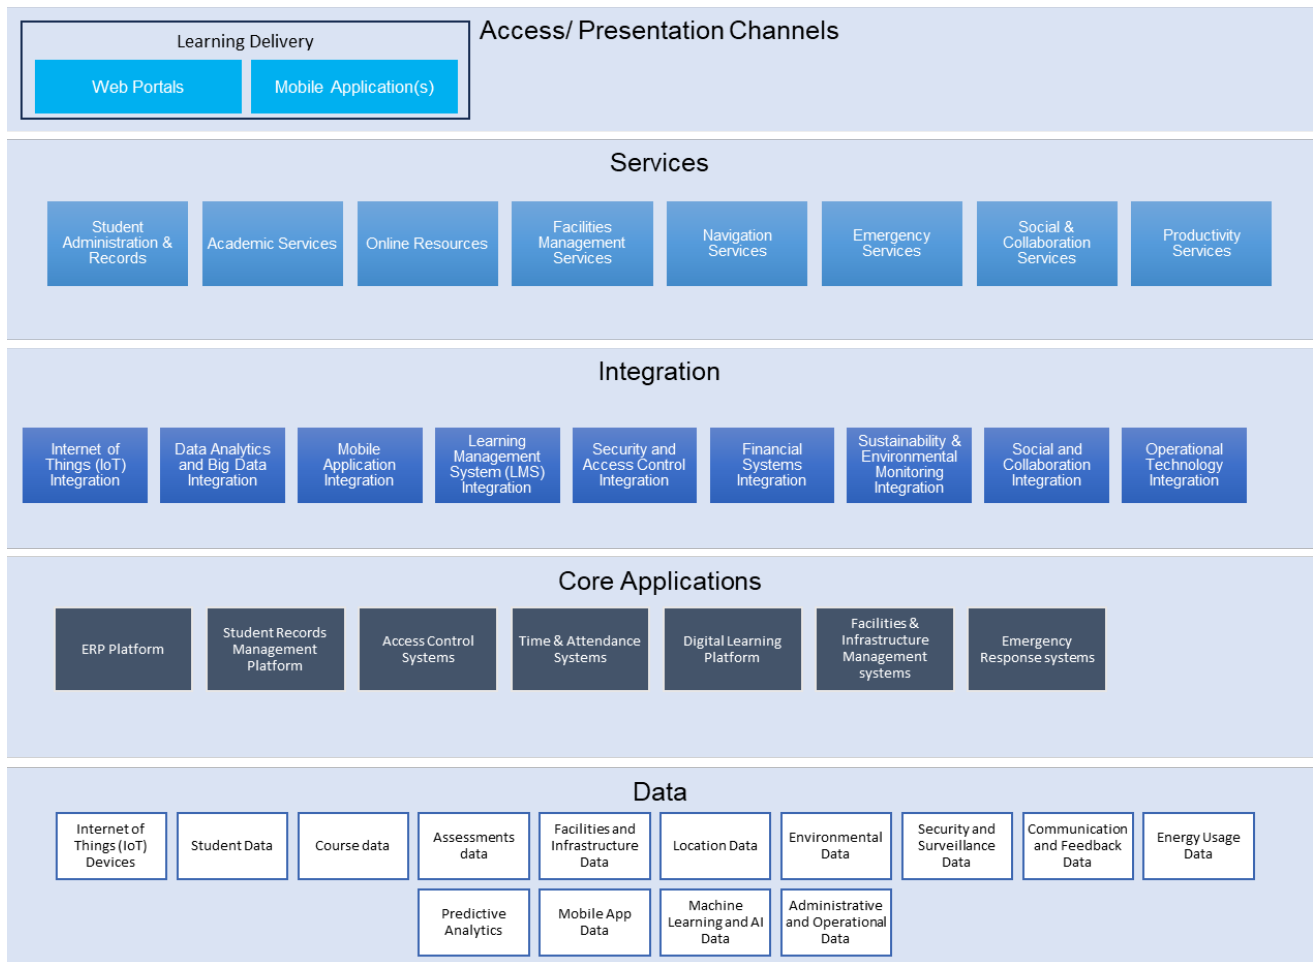 Access/ Presentation Channels
Learning Delivery
Web Portals
Mobile Application(s)
Services
Student
Administration &
Records
Academic Services
Online Resources
Facilities
Management
Services
Navigation
Services
Emergency
Services
Social &
Collaboration
Services
Productivity
Services
Integration
Internet of
Things (IoT)
Integration
Data Analytics
and Big Data
Integration
Mobile
Application
Integration
Learning
Management
System (LMS)
Integration
Security and
Access Control
Integration
Financial
Systems
Integration
Sustainability &
Environmental
Monitoring
Integration
Social and
Collaboration
Integration
Operational
Technology
Integration
Core Applications
ERP Platform
Student Records
Management
Platform
Access Control
Systems
Time & Attendance
Systems
Digital Learning
Platform
Facilities &
Infrastructure
Management
systems
Emergency
Response systems
Data
Internet of
Things (IoT)
Devices
Student Data
Course data
Assessments
data
Facilities and
Infrastructure
Data
Location Data
Environmental
Data
Security and
Surveillance
Data
Communication
and Feedback
Data
Energy Usage
Data
Predictive
Analytics
Mobile App
Data
Machine
Learning and AI
Data
Administrative
and Operational
Data